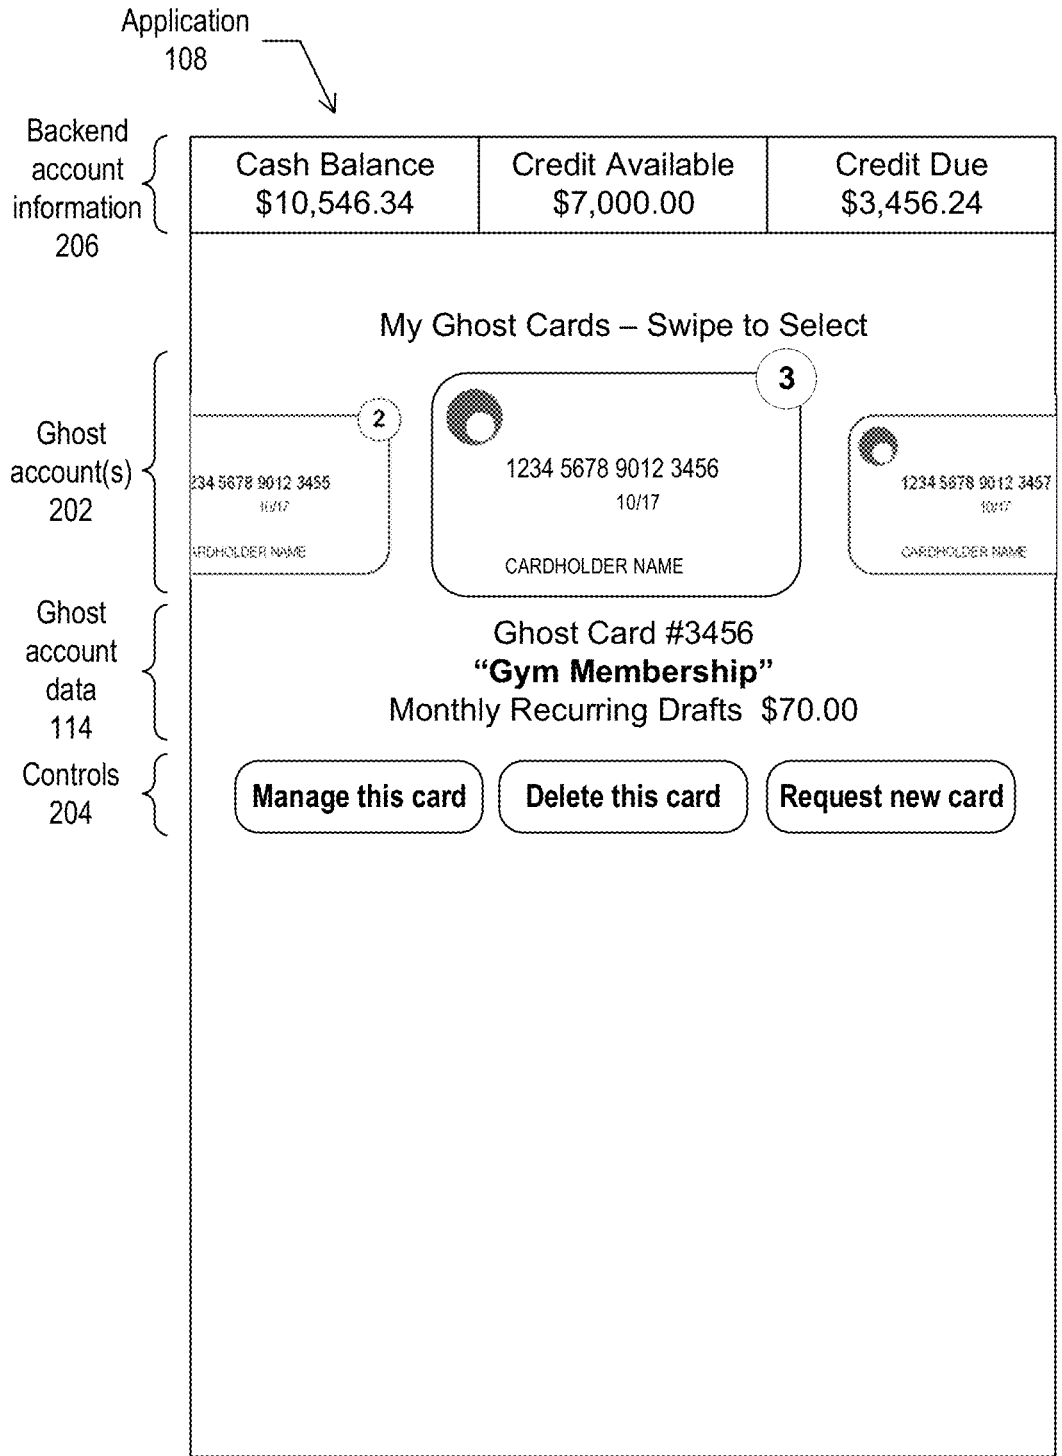 Application
108
Backend
account
information
206
Cash Balance
$10,546.34
Credit Available
$7,000.00
Credit Due
$3,456.24
My Ghost Cards – Swipe to Select
Ghost
account(s)
202
2
234 5678 9012 3455
10/17
ARDHOLDER NAME
3
1234 5678 9012 3456
10/17
CARDHOLDER NAME
1234 5678 9012 3457
10/17
CARDHOLDER NAME
Ghost
account
data
114
Ghost Card #3456
“Gym Membership”
Monthly Recurring Drafts $70.00
Controls
204
Manage this card
Delete this card
Request new card